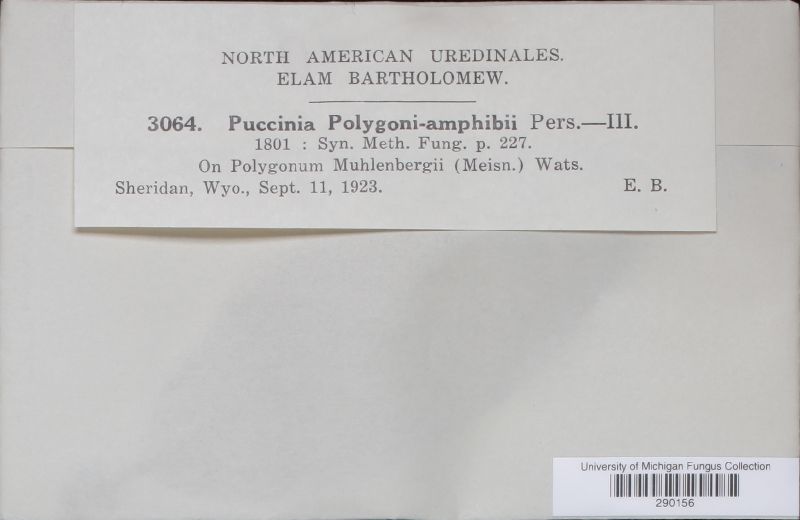 NORTH AMERICAN UREDINALES.
ELAM BARTHOLOMEW.
3064. Puccinia Polygoni-amphibii Pers.—III.
1801 : Syn. Meth. Fung. p. 227.
On Polygonum Muhlenbergii (Meisn.) Wats.
Sheridan, Wyo., Sept. 11, 1923. E. B.
University of Michigan Fungus Collection
290156